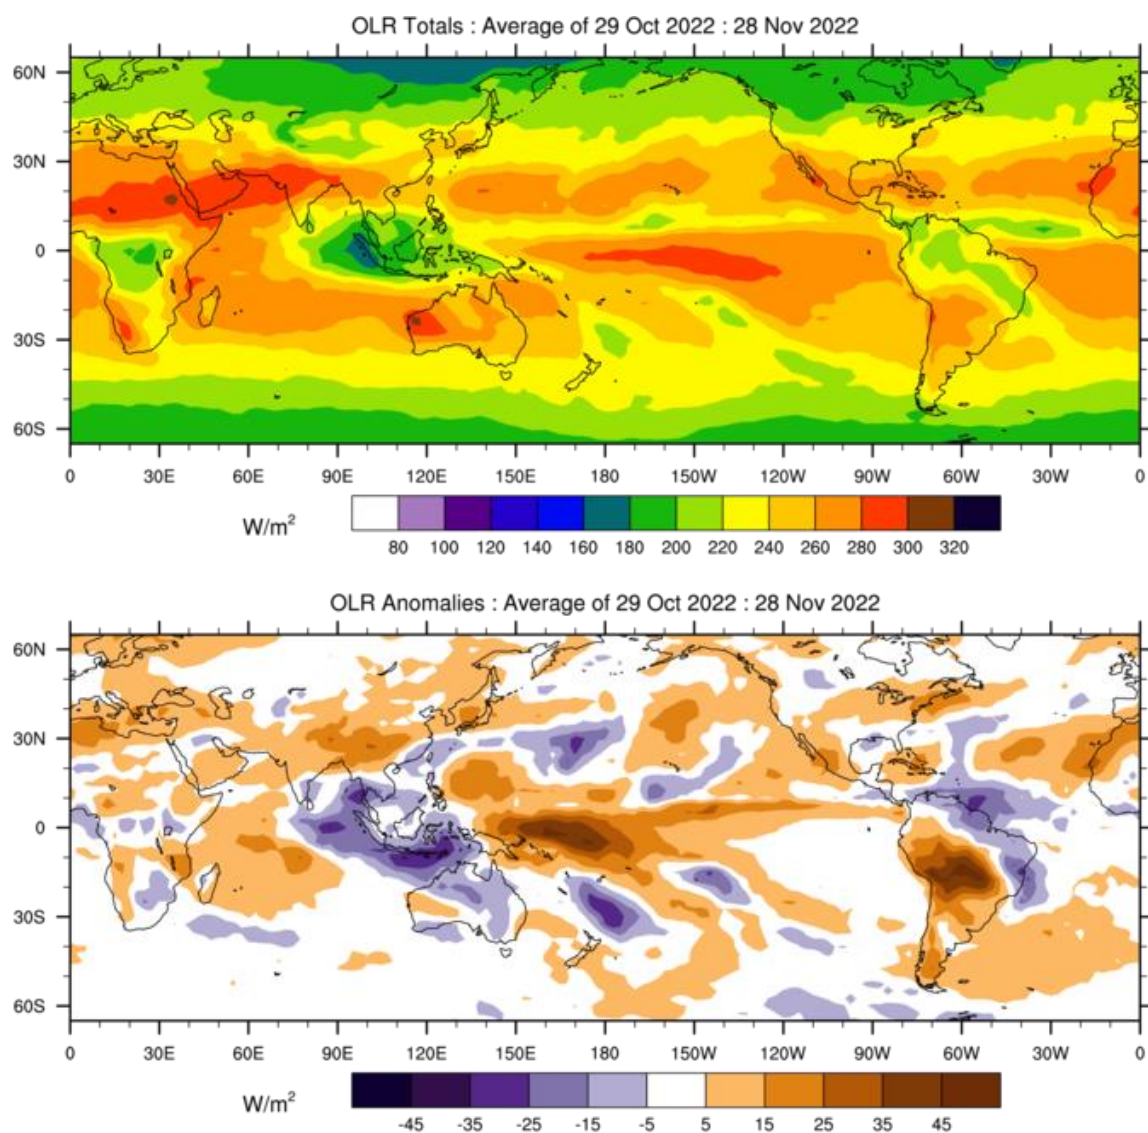 OLR Totals : Average of 29 Oct 2022 : 28 Nov 2022
60N
30N
0
30S
60S
0 30E 60E 90E 120E 150E 180 150W 120W 90W 60W 30W 0
W/m²
80 100 120 140 160 180 200 220 240 260 280 300 320
OLR Anomalies : Average of 29 Oct 2022 : 28 Nov 2022
60N
30N
0
30S
60S
0 30E 60E 90E 120E 150E 180 150W 120W 90W 60W 30W 0
W/m²
-45 -35 -25 -15 -5 5 15 25 35 45